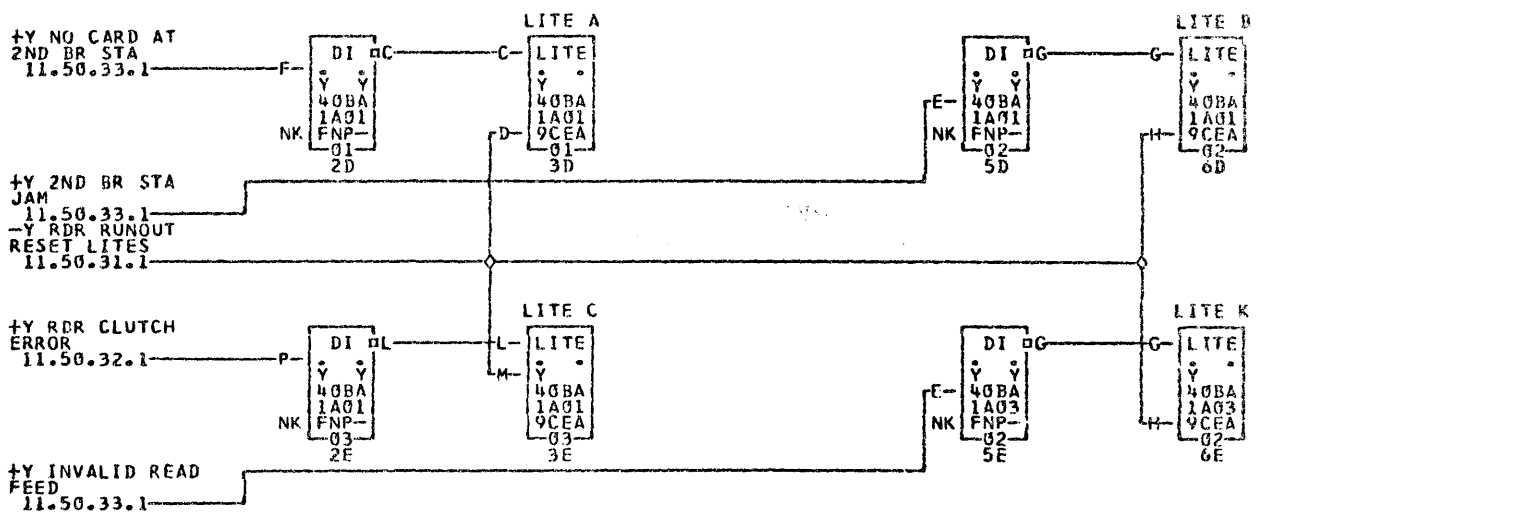 LITE A
LITE B
+Y NO CARD AT
2ND BR STA
11.50.33.1
F
DI C
C LITE
DI G
G LITE
Y Y
40BA
1A01
NK FNP-
01
2D
Y
40BA
1A01
D 9CEA
01
3D
Y Y
E 40BA
1A01
NK FNP-
02
5D
Y
40BA
1A01
H 9CEA
02
6D
+Y 2ND BR STA
JAM
11.50.33.1
-Y RDR RUNOUT
RESET LITES
11.50.31.1
LITE C
LITE K
+Y RDR CLUTCH
ERROR
11.50.32.1
P
DI L
L LITE
DI G
G LITE
Y Y
40BA
1A01
NK FNP-
03
2E
M Y
40BA
1A01
9CEA
03
3E
Y Y
E 40BA
1A03
NK FNP-
02
5E
Y
40BA
1A03
H 9CEA
02
6E
+Y INVALID READ
FEED
11.50.33.1